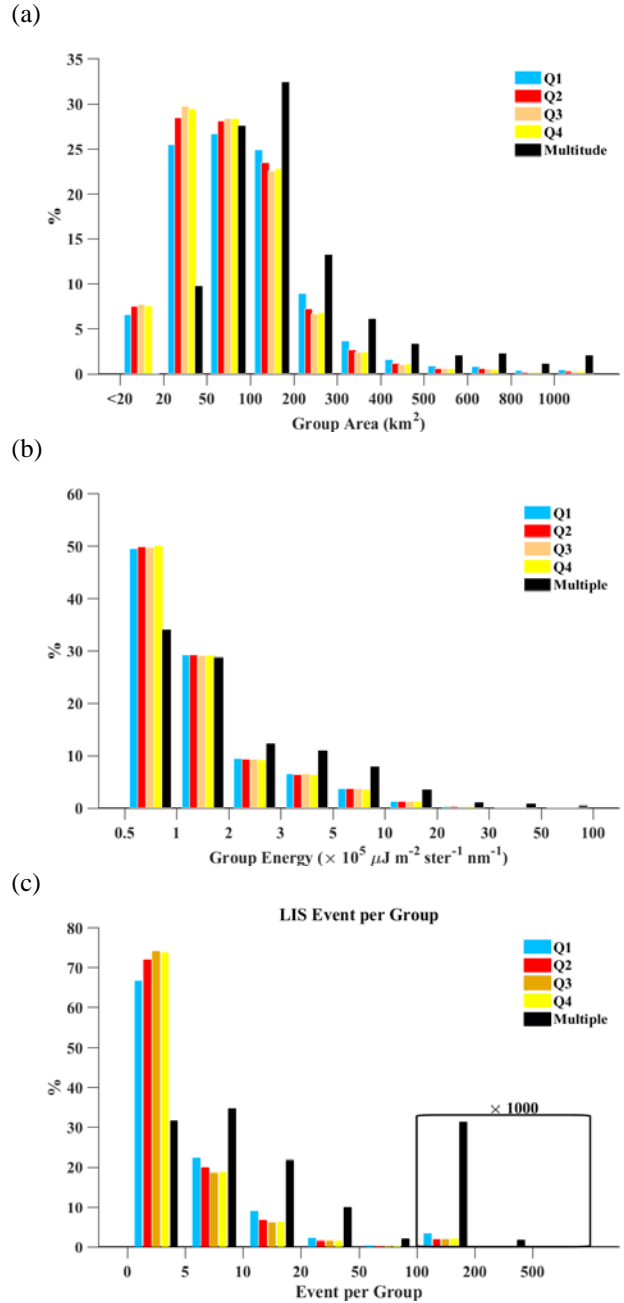 (a)
35
30
25
20
15
10
5
0
%
Q1
Q2
Q3
Q4
Multitude
<20 20 50 100 200 300 400 500 600 800 1000
Group Area (km²)
(b)
60
50
40
30
20
10
0
%
Q1
Q2
Q3
Q4
Multiple
0.5 1 2 3 5 10 20 30 50 100
Group Energy (× 10⁵ μJ m⁻² ster⁻¹ nm⁻¹)
(c)
LIS Event per Group
80
70
60
50
40
30
20
10
0
%
Q1
Q2
Q3
Q4
Multiple
× 1000
0 5 10 20 50 100 200 500
Event per Group